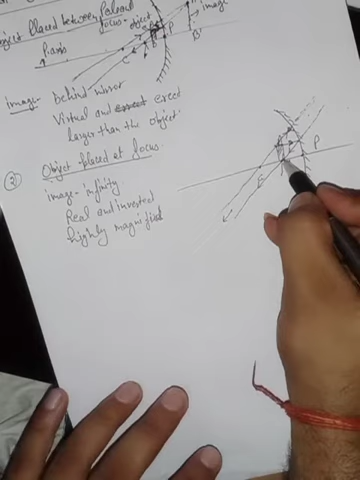 object placed between Pole and
focus - object
image
P
B'
P.axis
C
B
image - behind mirror
Virtual and erect
larger than the object
② Object placed at focus
image - infinity
Real and inverted
highly magnified
P
C